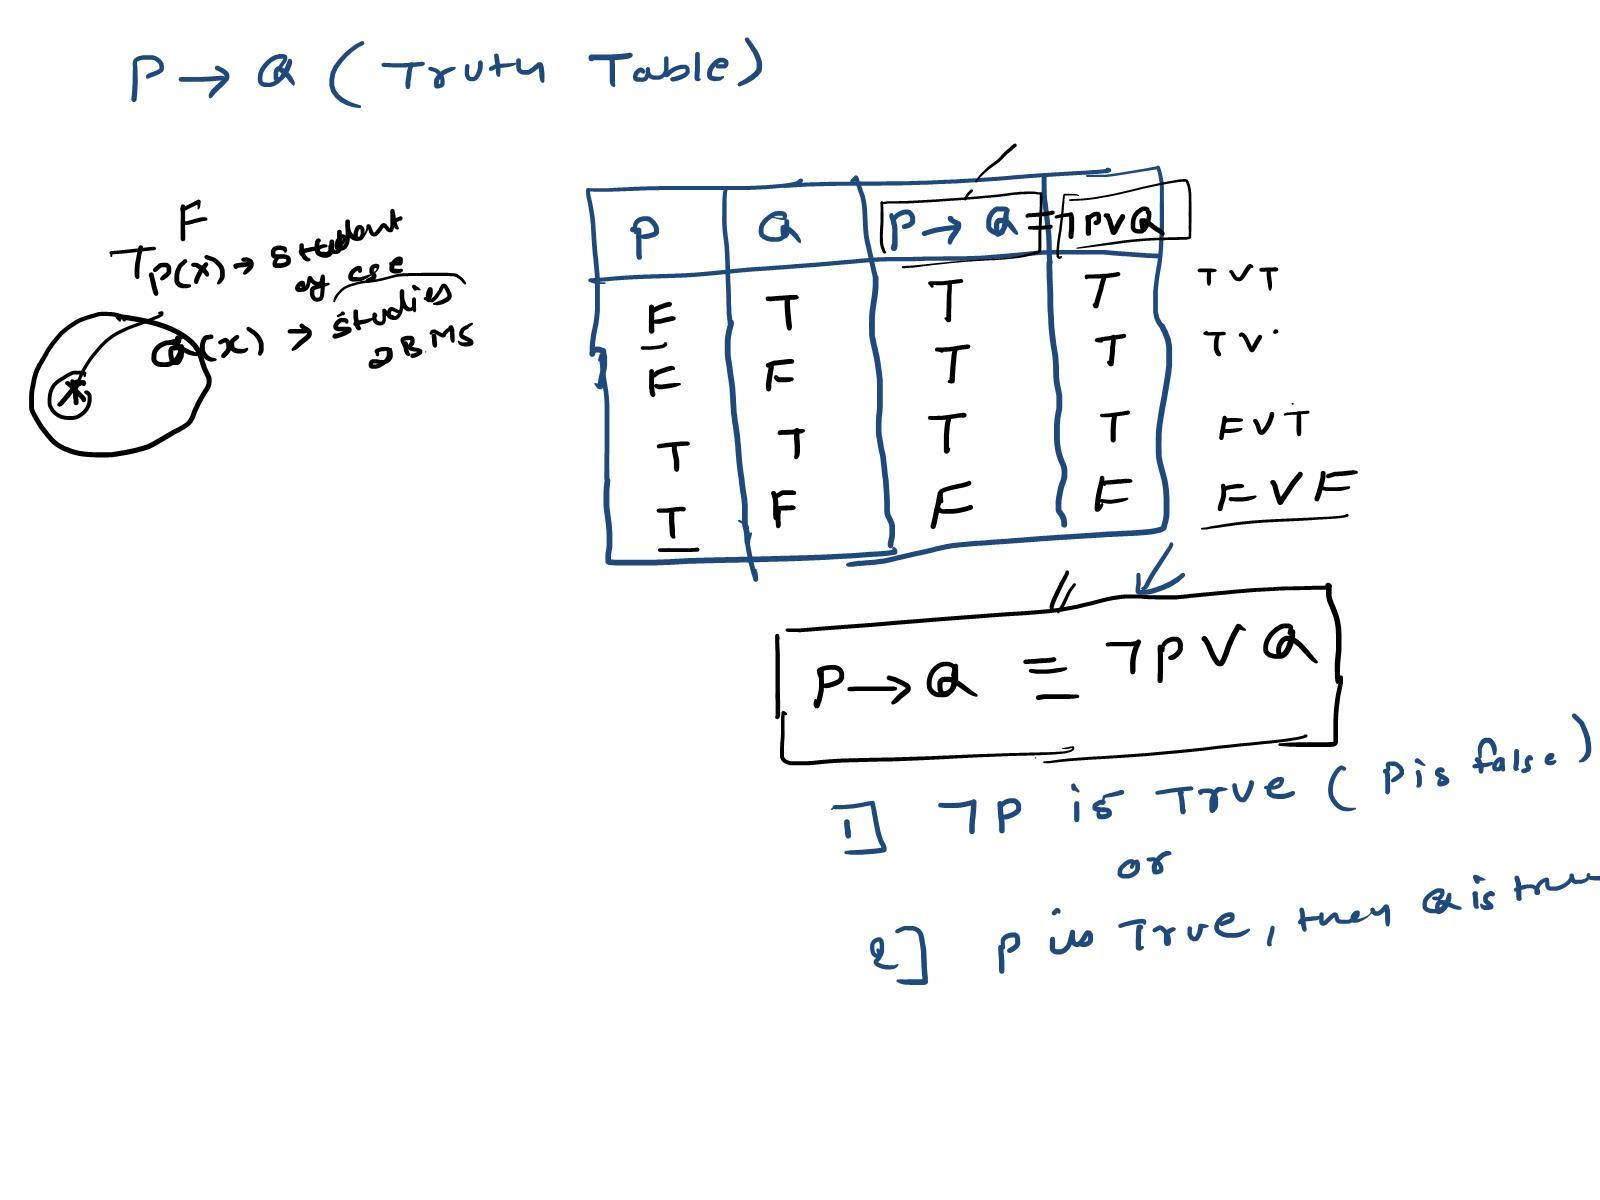 P → Q (Truth Table)
F
T
P(x) → student
of CSE
Q(x) → studies
DBMS
P Q P → Q = ¬P∨Q
F T T T T∨T
F F T T T∨
T T T T F∨T
T F F F F∨F
P → Q ≡ ¬P ∨ Q
1] ¬P is True (P is false)
or
2] P is True, then Q is true